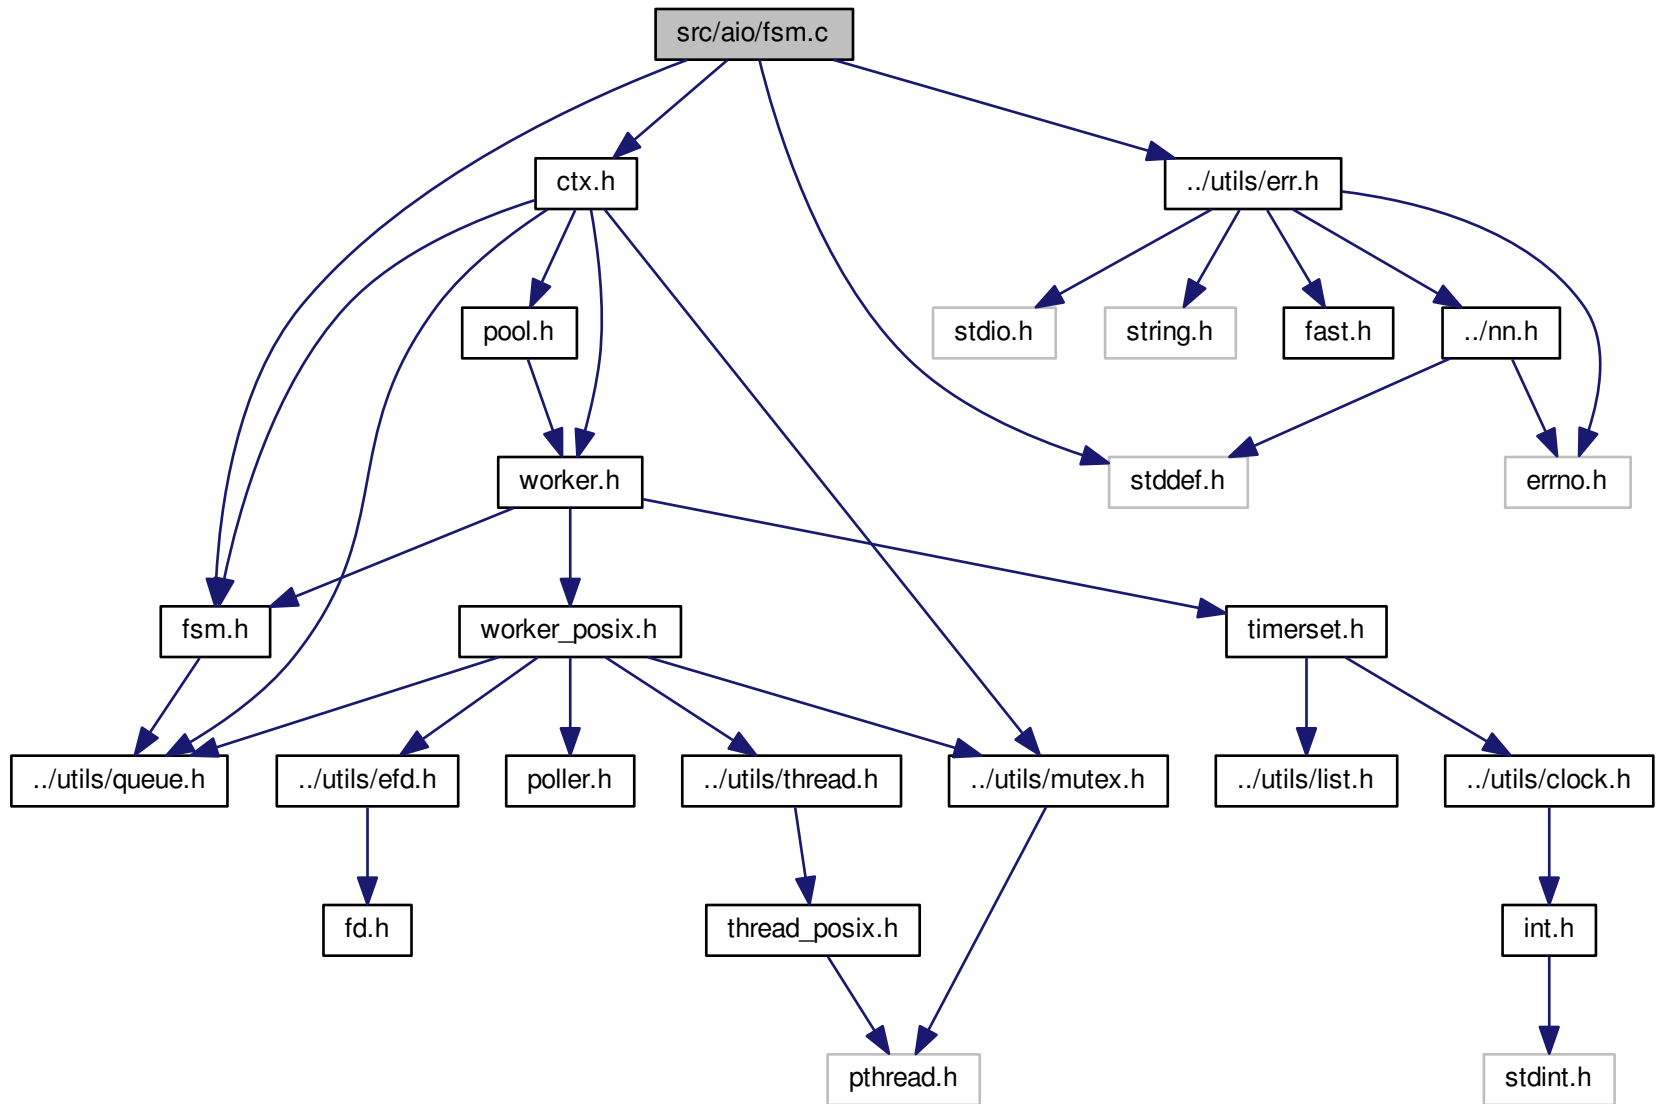 src/aio/fsm.c
ctx.h
../utils/err.h
pool.h
stdio.h
string.h
fast.h
../nn.h
worker.h
stddef.h
errno.h
fsm.h
worker_posix.h
timerset.h
../utils/queue.h
../utils/efd.h
poller.h
../utils/thread.h
../utils/mutex.h
../utils/list.h
../utils/clock.h
fd.h
thread_posix.h
int.h
pthread.h
stdint.h